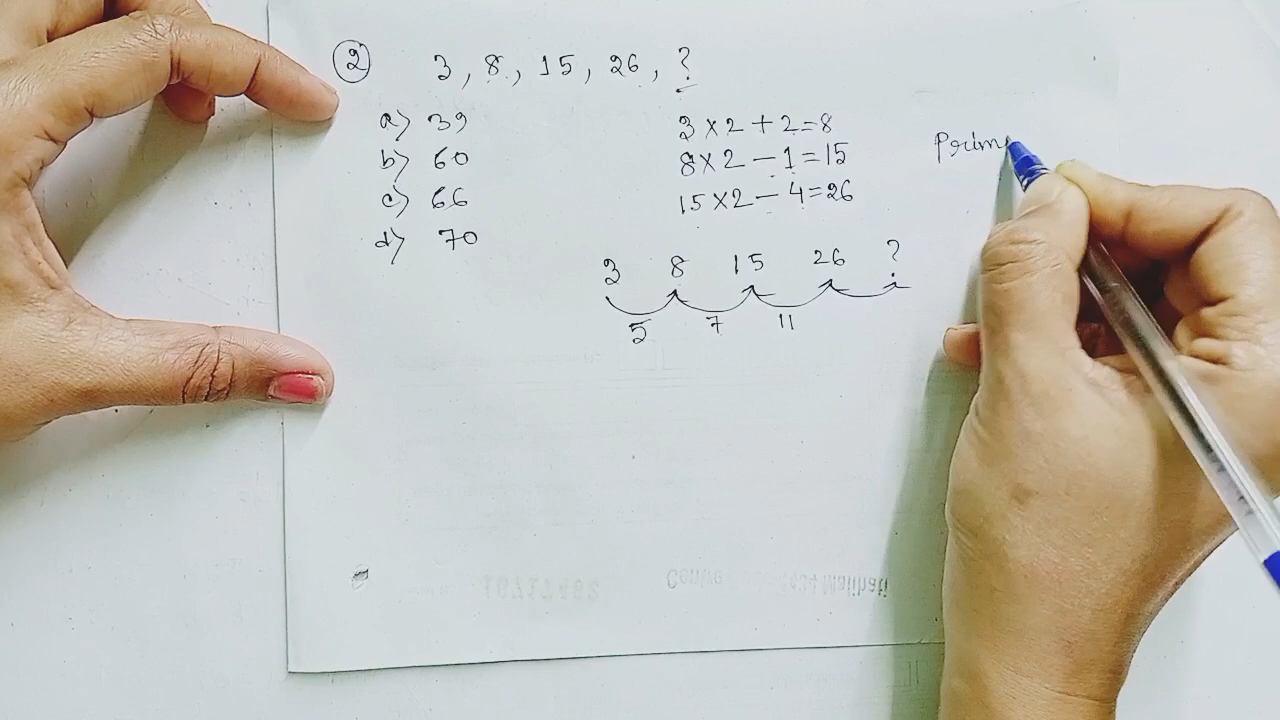 2 3, 8, 15, 26, ?
a) 39
b) 60
c) 66
d) 70
3 × 2 + 2 = 8
8 × 2 - 1 = 15
15 × 2 - 4 = 26
3 8 15 26 ?
5 7 11
Prim